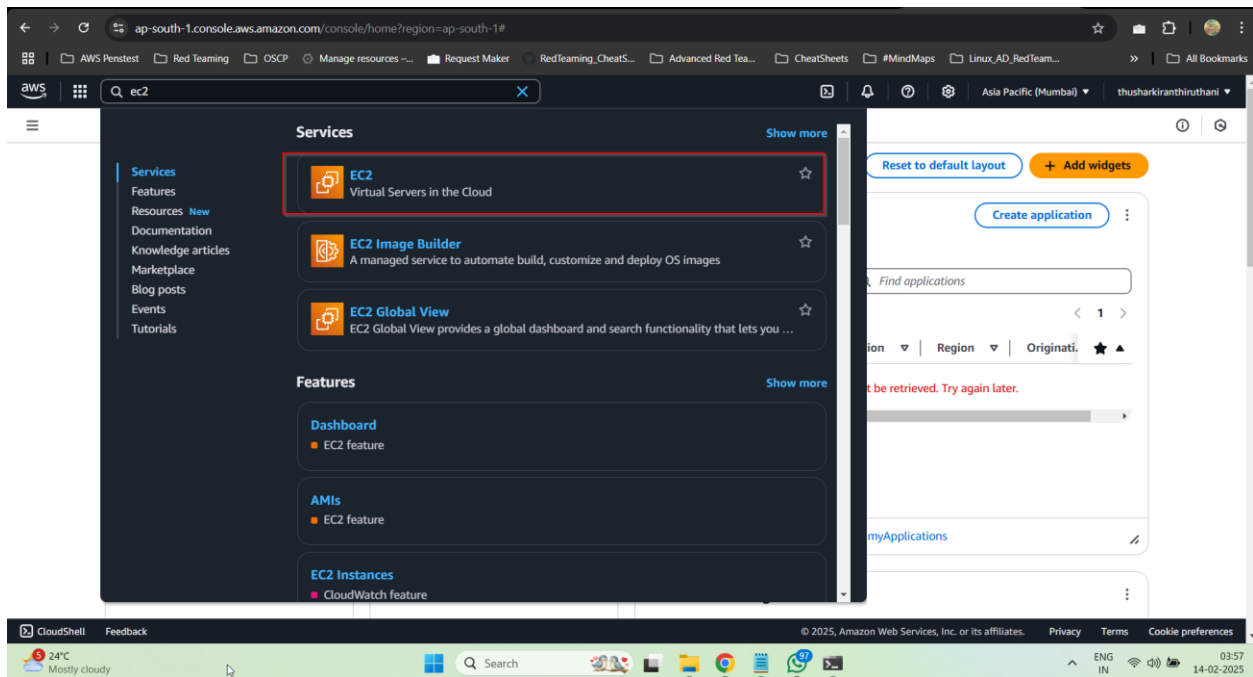 ap-south-1.console.aws.amazon.com/console/home?region=ap-south-1#
AWS Penstest Red Teaming OSCP Manage resources –... Request Maker RedTeaming_CheatS... Advanced Red Tea... CheatSheets #MindMaps Linux_AD_RedTeam... » All Bookmarks
aws ec2 Asia Pacific (Mumbai) thusharkiranthiruthani
Services Show more
Reset to default layout + Add widgets
Services
Features
Resources New
Documentation
Knowledge articles
Marketplace
Blog posts
Events
Tutorials
EC2
Virtual Servers in the Cloud
EC2 Image Builder
A managed service to automate build, customize and deploy OS images
EC2 Global View
EC2 Global View provides a global dashboard and search functionality that lets you ...
Features Show more
Dashboard
EC2 feature
AMIs
EC2 feature
EC2 Instances
CloudWatch feature
Create application
Find applications
1
ion Region Originati.
t be retrieved. Try again later.
myApplications
CloudShell Feedback © 2025, Amazon Web Services, Inc. or its affiliates. Privacy Terms Cookie preferences
5 24°C
Mostly cloudy
Search
97
ENG
IN
03:57
14-02-2025